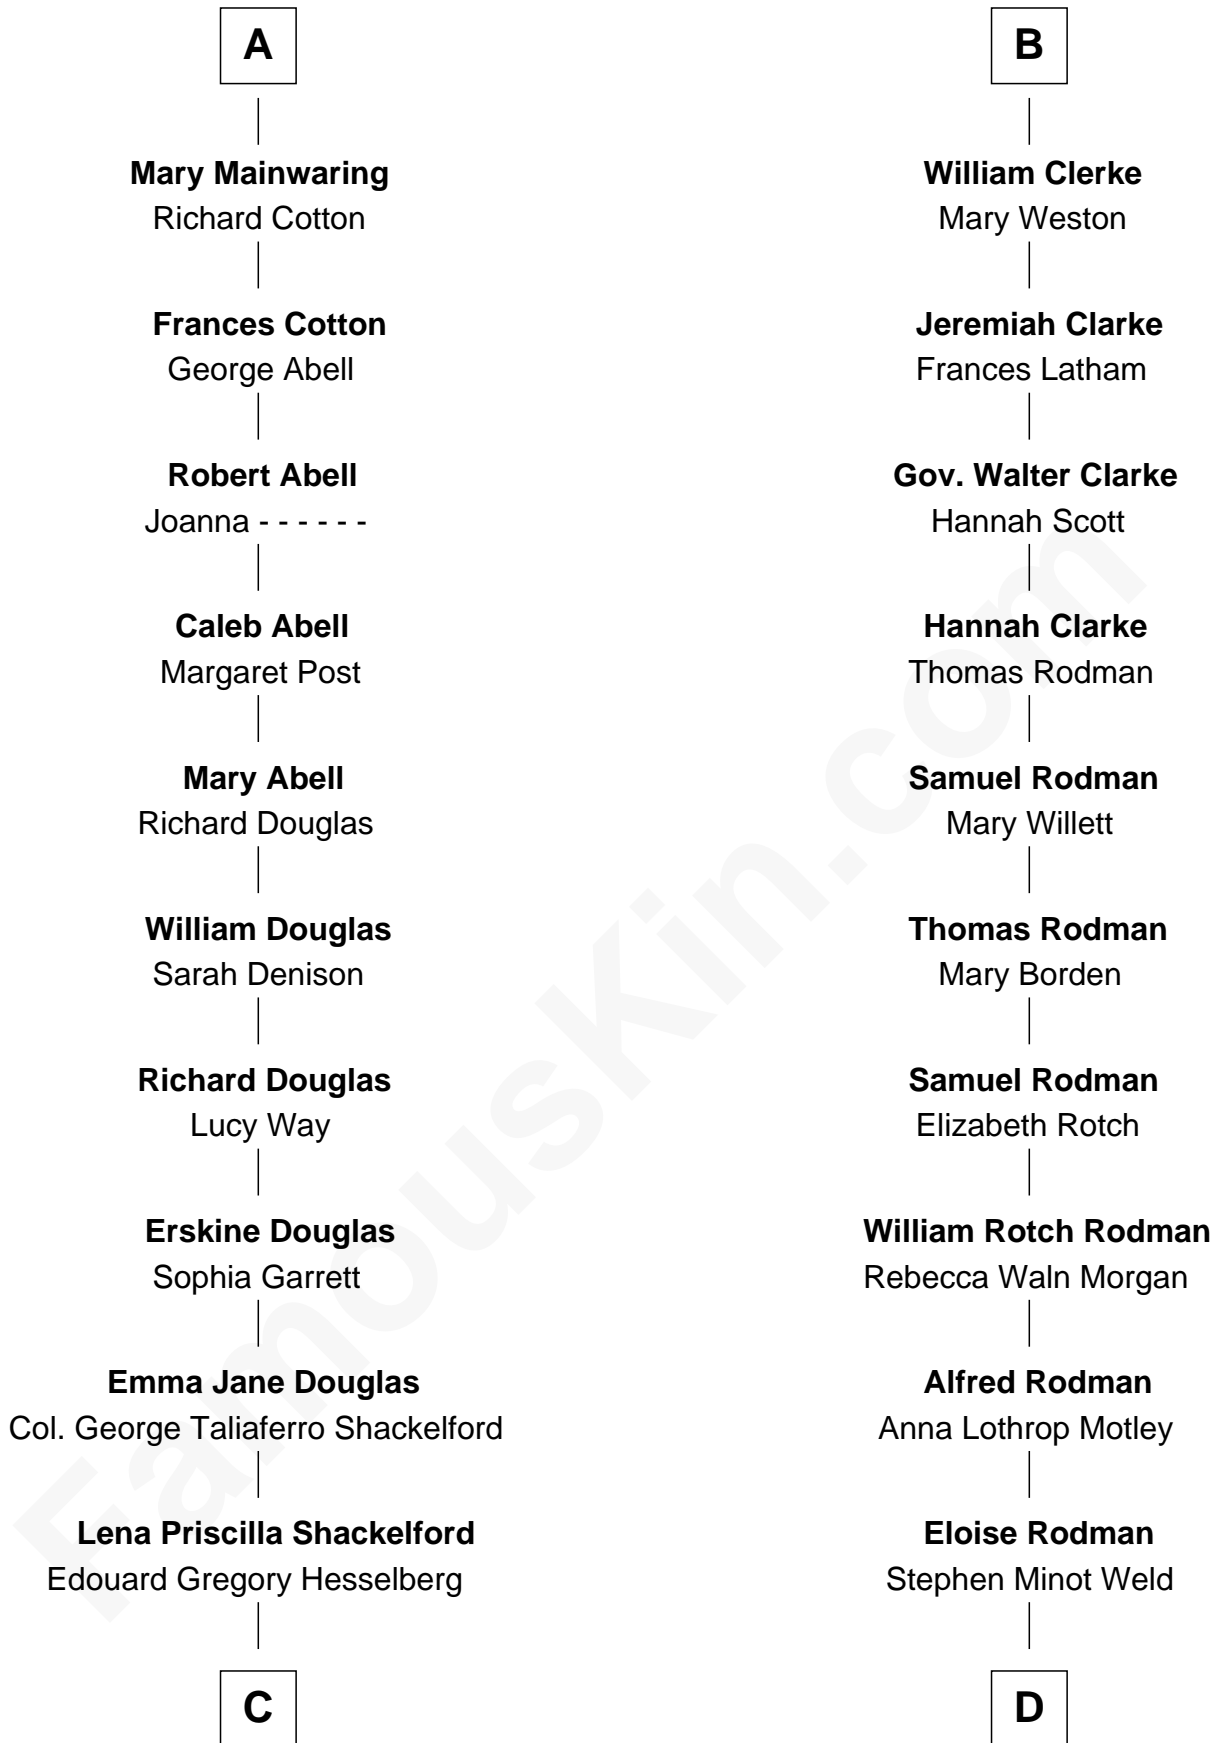 A
Mary Mainwaring
Richard Cotton
Frances Cotton
George Abell
Robert Abell
Joanna - - - - - -
Caleb Abell
Margaret Post
Mary Abell
Richard Douglas
William Douglas
Sarah Denison
Richard Douglas
Lucy Way
Erskine Douglas
Sophia Garrett
Emma Jane Douglas
Col. George Taliaferro Shackelford
Lena Priscilla Shackelford
Edouard Gregory Hesselberg
C
B
William Clerke
Mary Weston
Jeremiah Clarke
Frances Latham
Gov. Walter Clarke
Hannah Scott
Hannah Clarke
Thomas Rodman
Samuel Rodman
Mary Willett
Thomas Rodman
Mary Borden
Samuel Rodman
Elizabeth Rotch
William Rotch Rodman
Rebecca Waln Morgan
Alfred Rodman
Anna Lothrop Motley
Eloise Rodman
Stephen Minot Weld
D
FamousKin.com